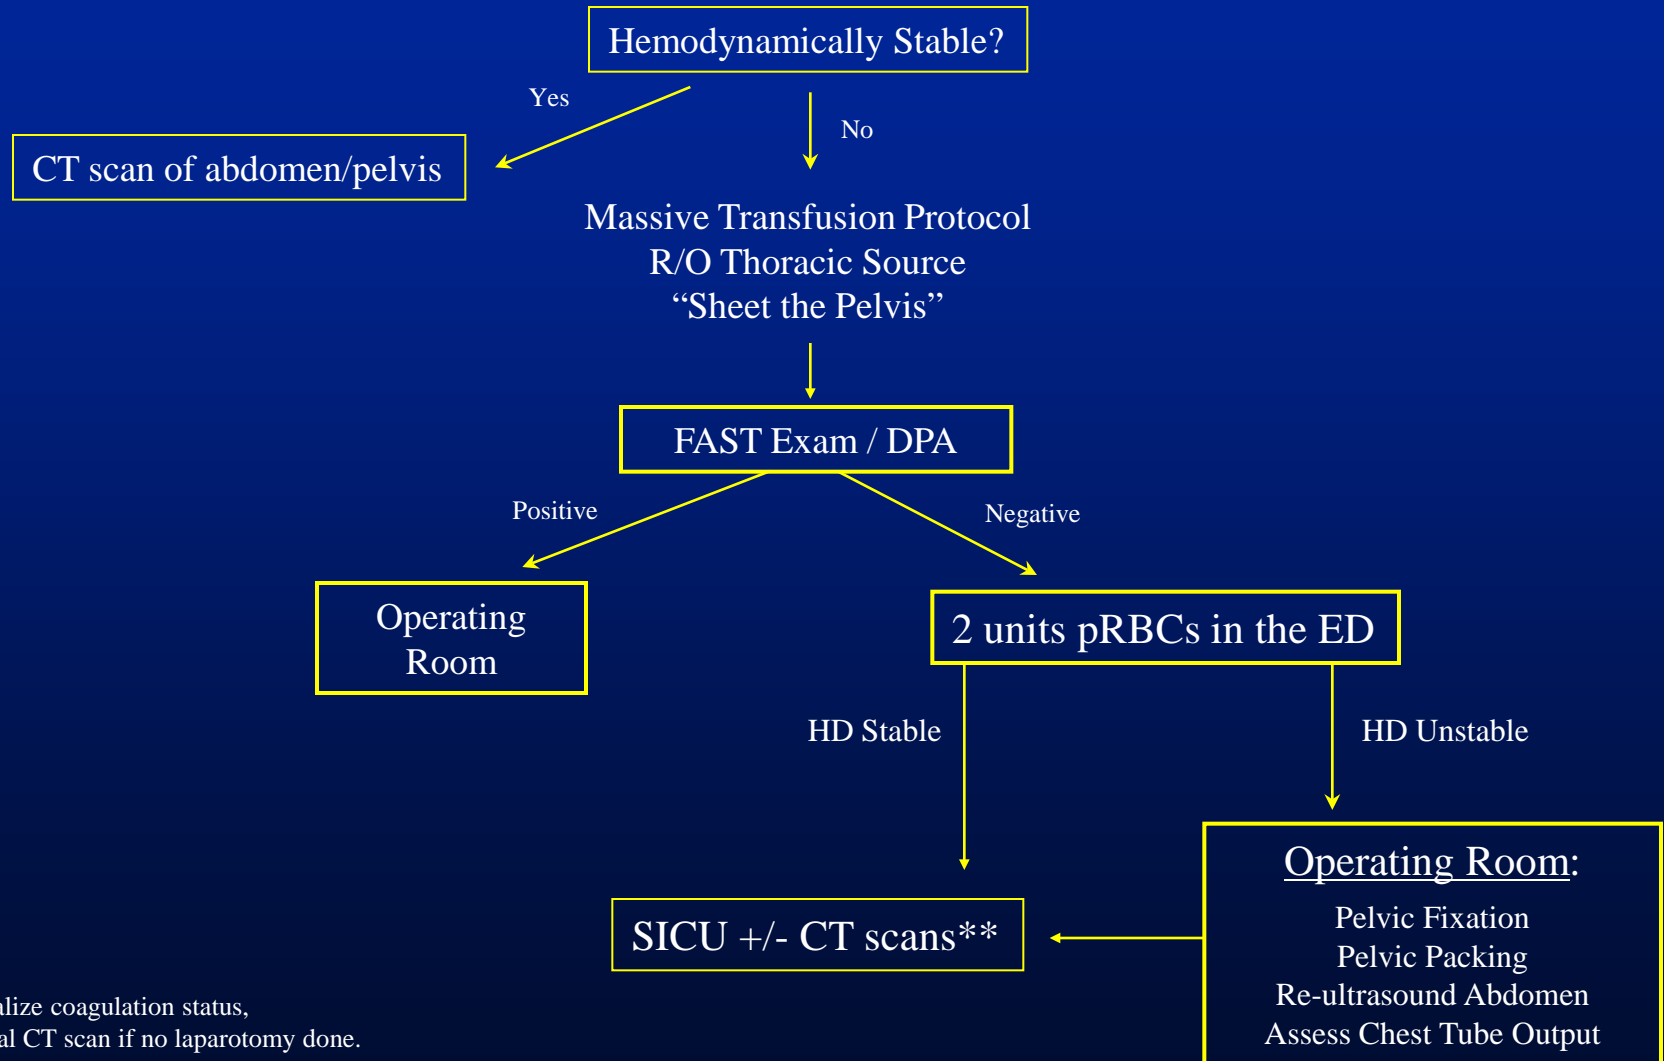 Hemodynamically Stable?
Yes
No
CT scan of abdomen/pelvis
Massive Transfusion Protocol
R/O Thoracic Source
“Sheet the Pelvis”
FAST Exam / DPA
Positive
Negative
Operating
Room
2 units pRBCs in the ED
HD Stable
HD Unstable
Operating Room:
Pelvic Fixation
Pelvic Packing
Re-ultrasound Abdomen
Assess Chest Tube Output
SICU +/- CT scans**
coagulation status,
CT scan if no laparotomy done.